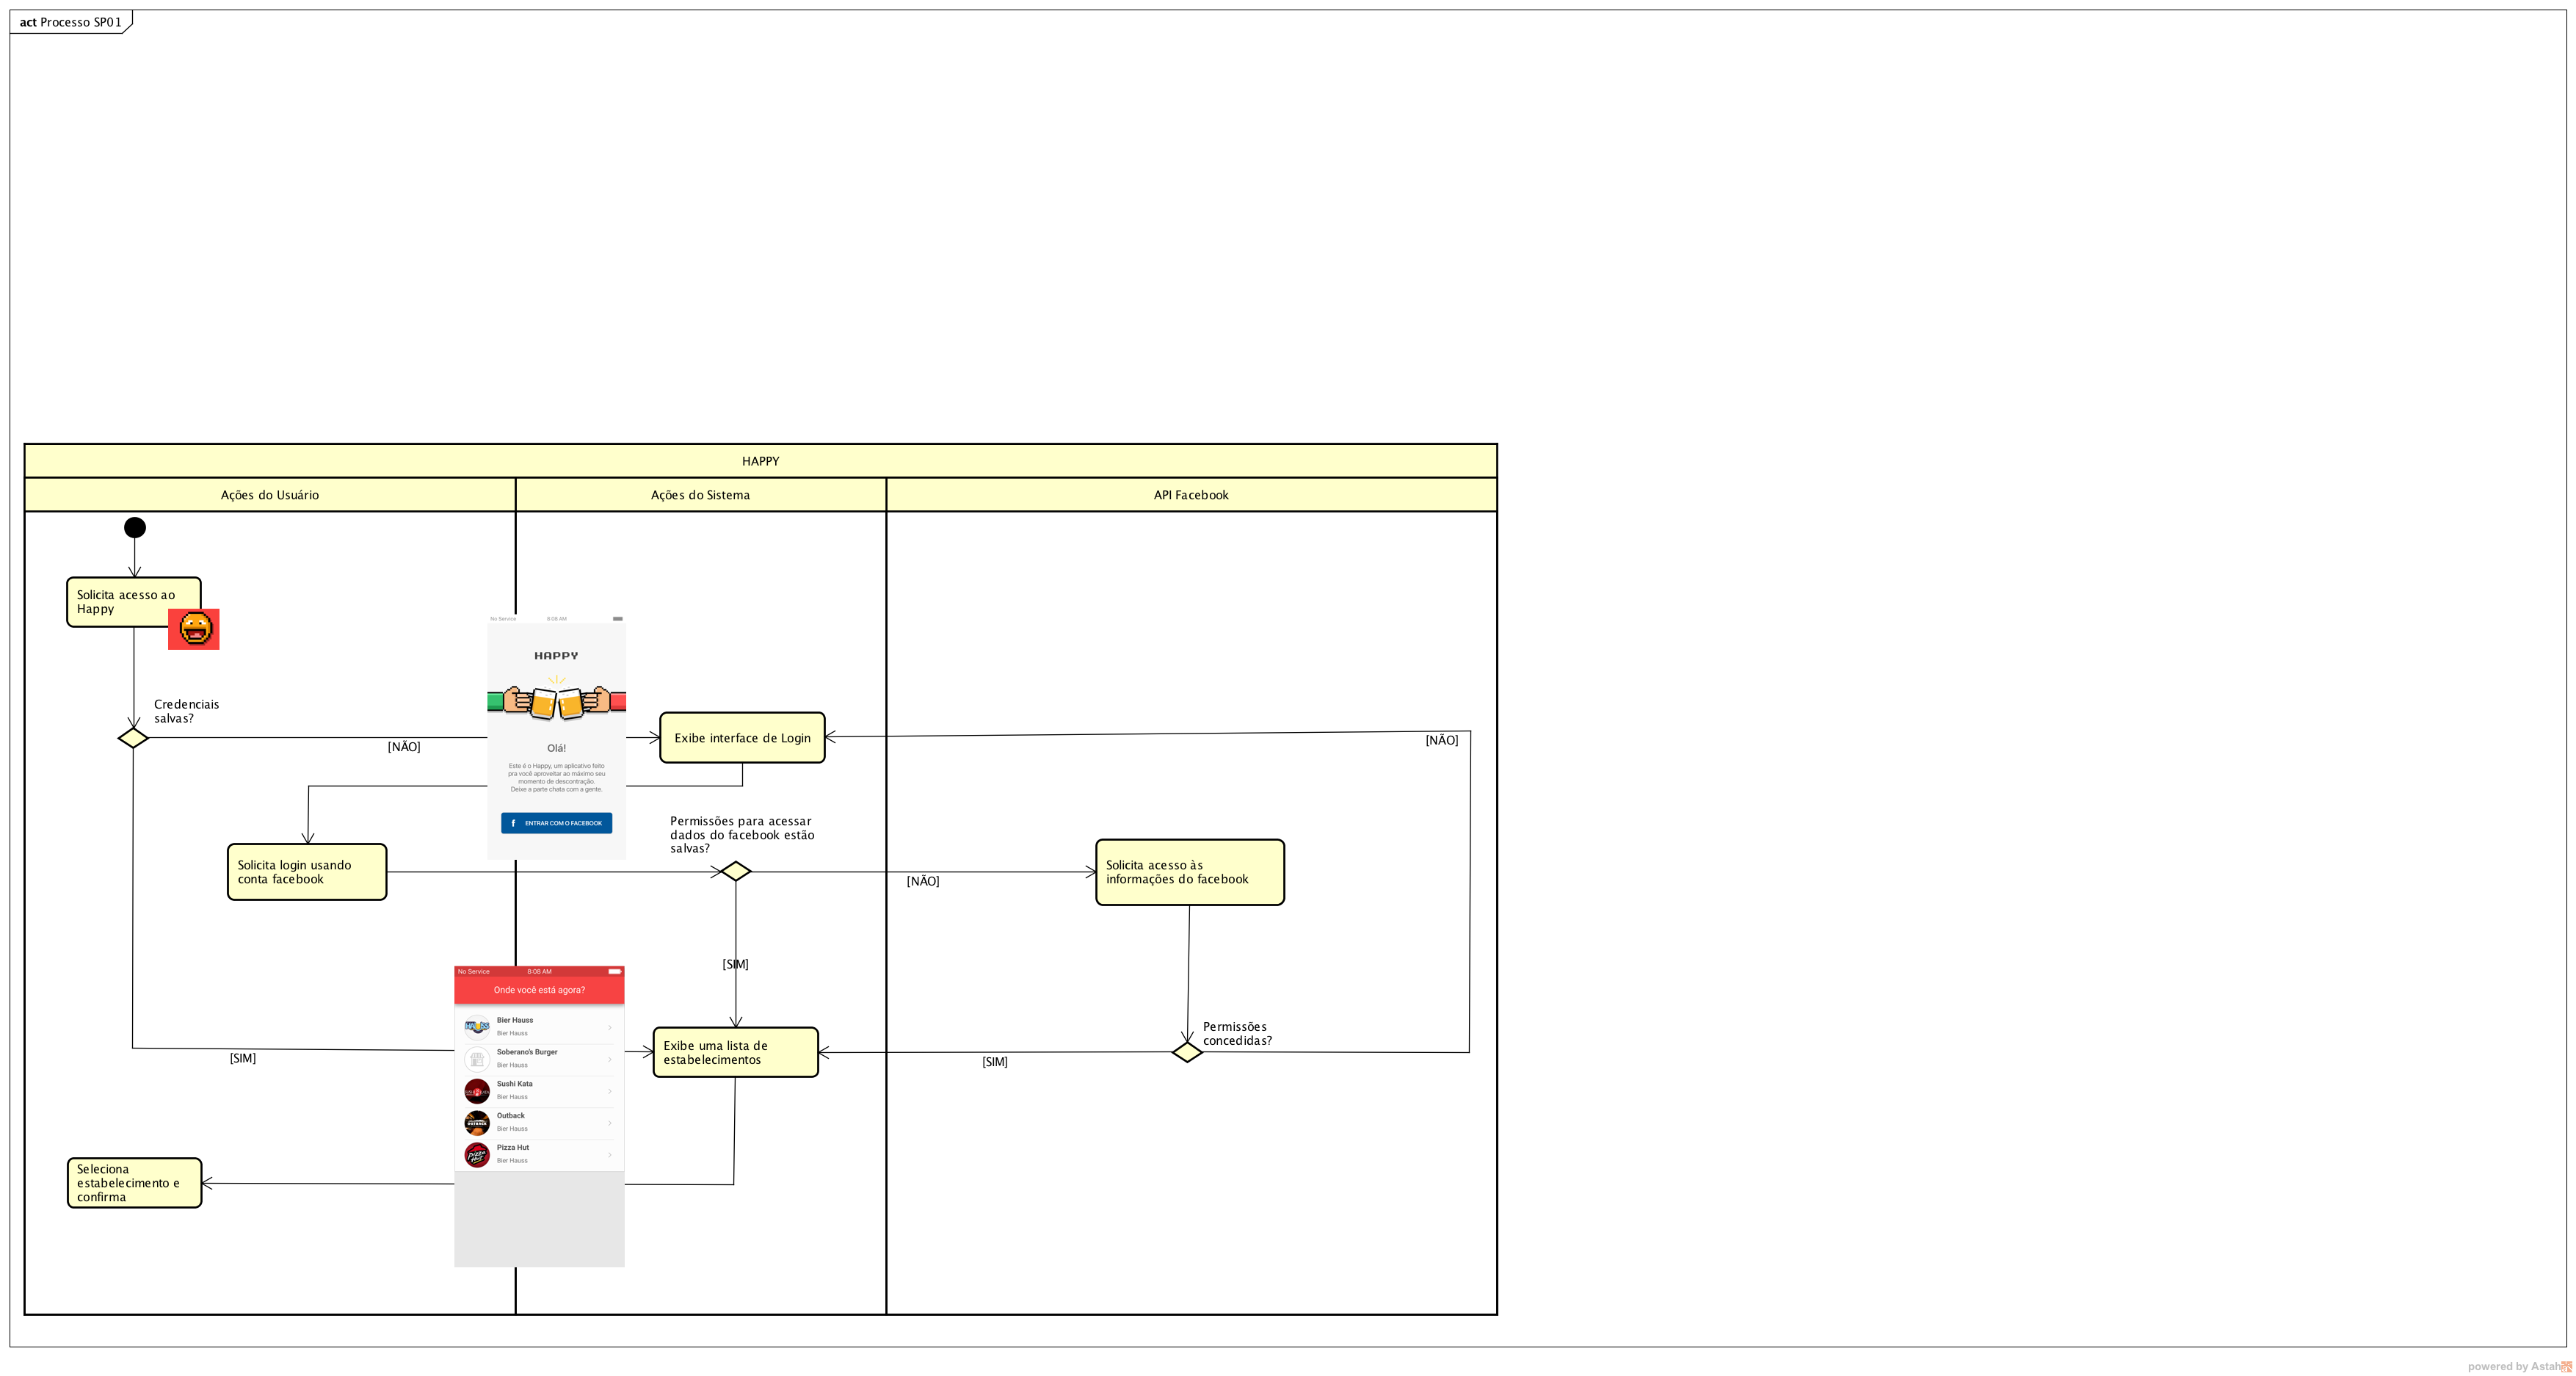 act Processo SP01
HAPPY
Ações do Usuário
Ações do Sistema
API Facebook
Solicita acesso ao
Happy
Credenciais
salvas?
[NÃO]
[SIM]
No Service 8:08 AM
HAPPY
Olá!
Este é o Happy, um aplicativo feito
pra você aproveitar ao máximo seu
momento de descontração.
Deixe a parte chata com a gente.
f ENTRAR COM O FACEBOOK
Exibe interface de Login
[NÃO]
Solicita login usando
conta facebook
Permissões para acessar
dados do facebook estão
salvas?
[NÃO]
[SIM]
Solicita acesso às
informações do facebook
Permissões
concedidas?
[SIM]
No Service 8:08 AM
Onde você está agora?
Bier Hauss
Bier Hauss
Soberano's Burger
Bier Hauss
Sushi Kata
Bier Hauss
Outback
Bier Hauss
Pizza Hut
Bier Hauss
Exibe uma lista de
estabelecimentos
Seleciona
estabelecimento e
confirma
powered by Astah